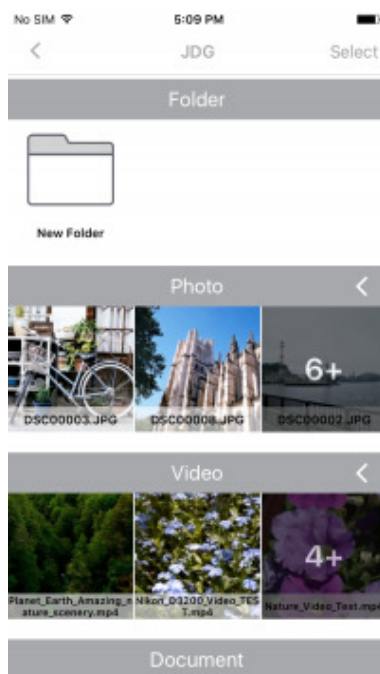 No SIM 5:09 PM
JDG Select
Folder
New Folder
Photo
6+
DSC00003.JPG DSC00008.JPG DSC00002.JPG
Video
4+
Planet_Earth_Amazing_n Nikon_D3200_Video_TES Nature_Video_Test.mp4
ature_scenery.mp4 T.mp4
Document